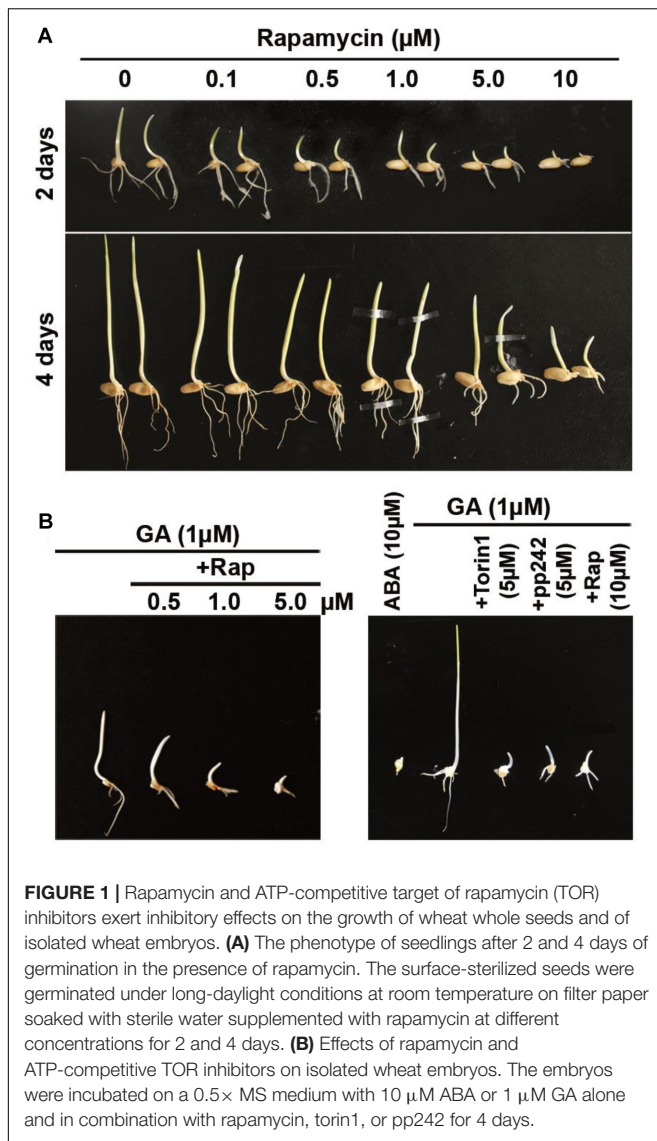 A
Rapamycin (µM)
0 0.1 0.5 1.0 5.0 10
2 days
4 days
B
GA (1µM)
+Rap
0.5 1.0 5.0 µM
ABA (10µM)
GA (1µM)
+Torin1 (5µM)
+pp242 (5µM)
+Rap (10µM)
FIGURE 1 | Rapamycin and ATP-competitive target of rapamycin (TOR)
inhibitors exert inhibitory effects on the growth of wheat whole seeds and of
isolated wheat embryos. (A) The phenotype of seedlings after 2 and 4 days of
germination in the presence of rapamycin. The surface-sterilized seeds were
germinated under long-daylight conditions at room temperature on filter paper
soaked with sterile water supplemented with rapamycin at different
concentrations for 2 and 4 days. (B) Effects of rapamycin and
ATP-competitive TOR inhibitors on isolated wheat embryos. The embryos
were incubated on a 0.5× MS medium with 10 µM ABA or 1 µM GA alone
and in combination with rapamycin, torin1, or pp242 for 4 days.